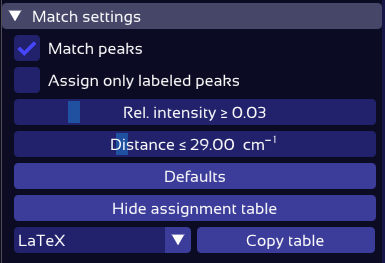 Match settings
Match peaks
Assign only labeled peaks
Rel. intensity ≥ 0.03
Distance ≤ 29.00 cm⁻¹
Defaults
Hide assignment table
LaTeX Copy table